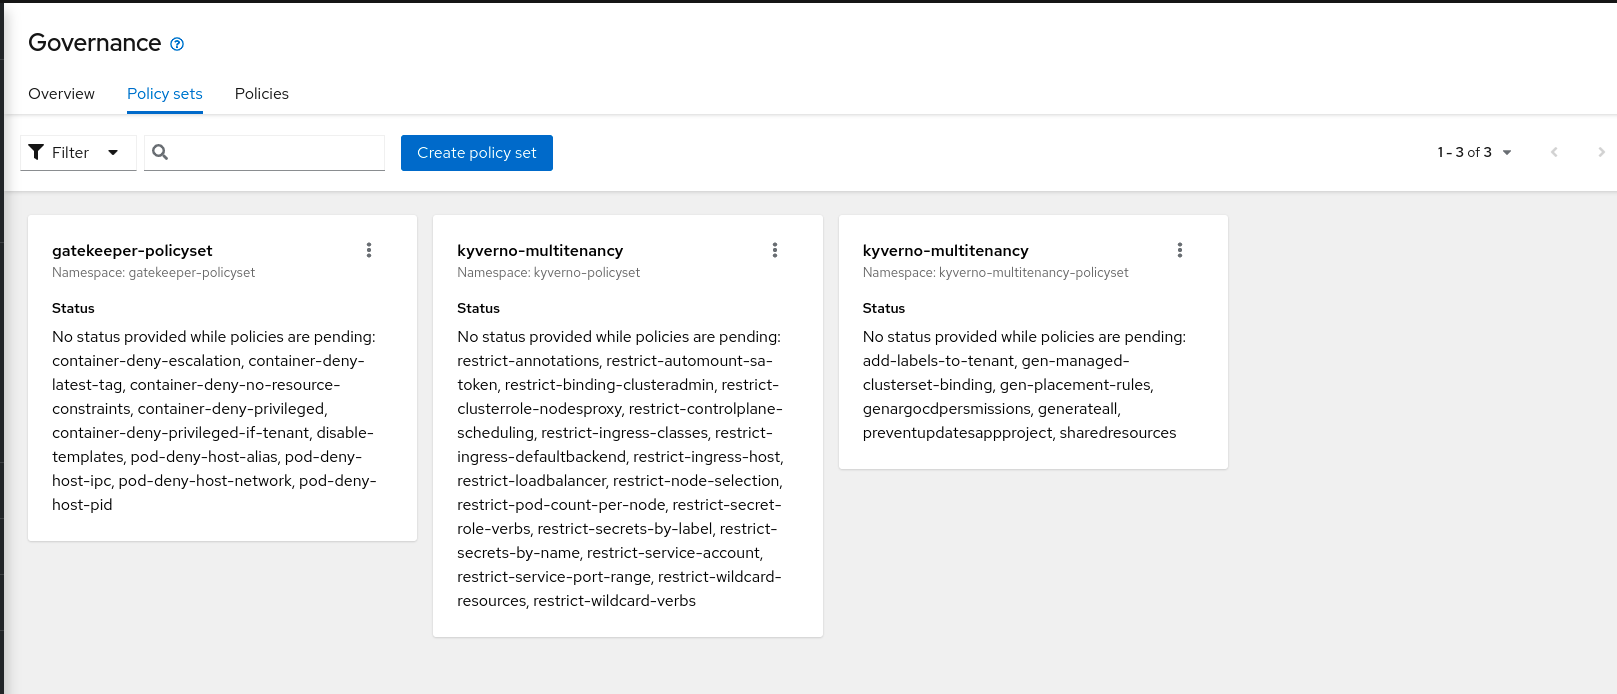 Governance
Overview Policy sets Policies
Filter Create policy set 1 - 3 of 3
gatekeeper-policyset
Namespace: gatekeeper-policyset
Status
No status provided while policies are pending:
container-deny-escalation, container-deny-
latest-tag, container-deny-no-resource-
constraints, container-deny-privileged,
container-deny-privileged-if-tenant, disable-
templates, pod-deny-host-alias, pod-deny-
host-ipc, pod-deny-host-network, pod-deny-
host-pid
kyverno-multitenancy
Namespace: kyverno-policyset
Status
No status provided while policies are pending:
restrict-annotations, restrict-automount-sa-
token, restrict-binding-clusteradmin, restrict-
clusterrole-nodesproxy, restrict-controlplane-
scheduling, restrict-ingress-classes, restrict-
ingress-defaultbackend, restrict-ingress-host,
restrict-loadbalancer, restrict-node-selection,
restrict-pod-count-per-node, restrict-secret-
role-verbs, restrict-secrets-by-label, restrict-
secrets-by-name, restrict-service-account,
restrict-service-port-range, restrict-wildcard-
resources, restrict-wildcard-verbs
kyverno-multitenancy
Namespace: kyverno-multitenancy-policyset
Status
No status provided while policies are pending:
add-labels-to-tenant, gen-managed-
clusterset-binding, gen-placement-rules,
genargocdpersmissions, generateall,
preventupdatesappproject, sharedresources